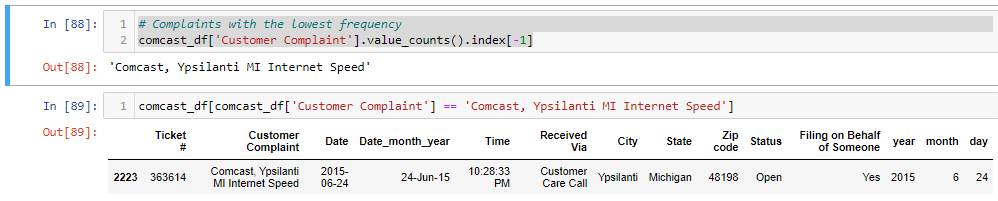 In [88]: 1 # Complaints with the lowest frequency
2 comcast_df['Customer Complaint'].value_counts().index[-1]
Out[88]: 'Comcast, Ypsilanti MI Internet Speed'
In [89]: 1 comcast_df[comcast_df['Customer Complaint'] == 'Comcast, Ypsilanti MI Internet Speed']
Out[89]:
Ticket # Customer Complaint Date Date_month_year Time Received Via City State Zip code Status Filing on Behalf of Someone year month day
2223 363614 Comcast, Ypsilanti MI Internet Speed 2015-06-24 24-Jun-15 10:28:33 PM Customer Care Call Ypsilanti Michigan 48198 Open Yes 2015 6 24